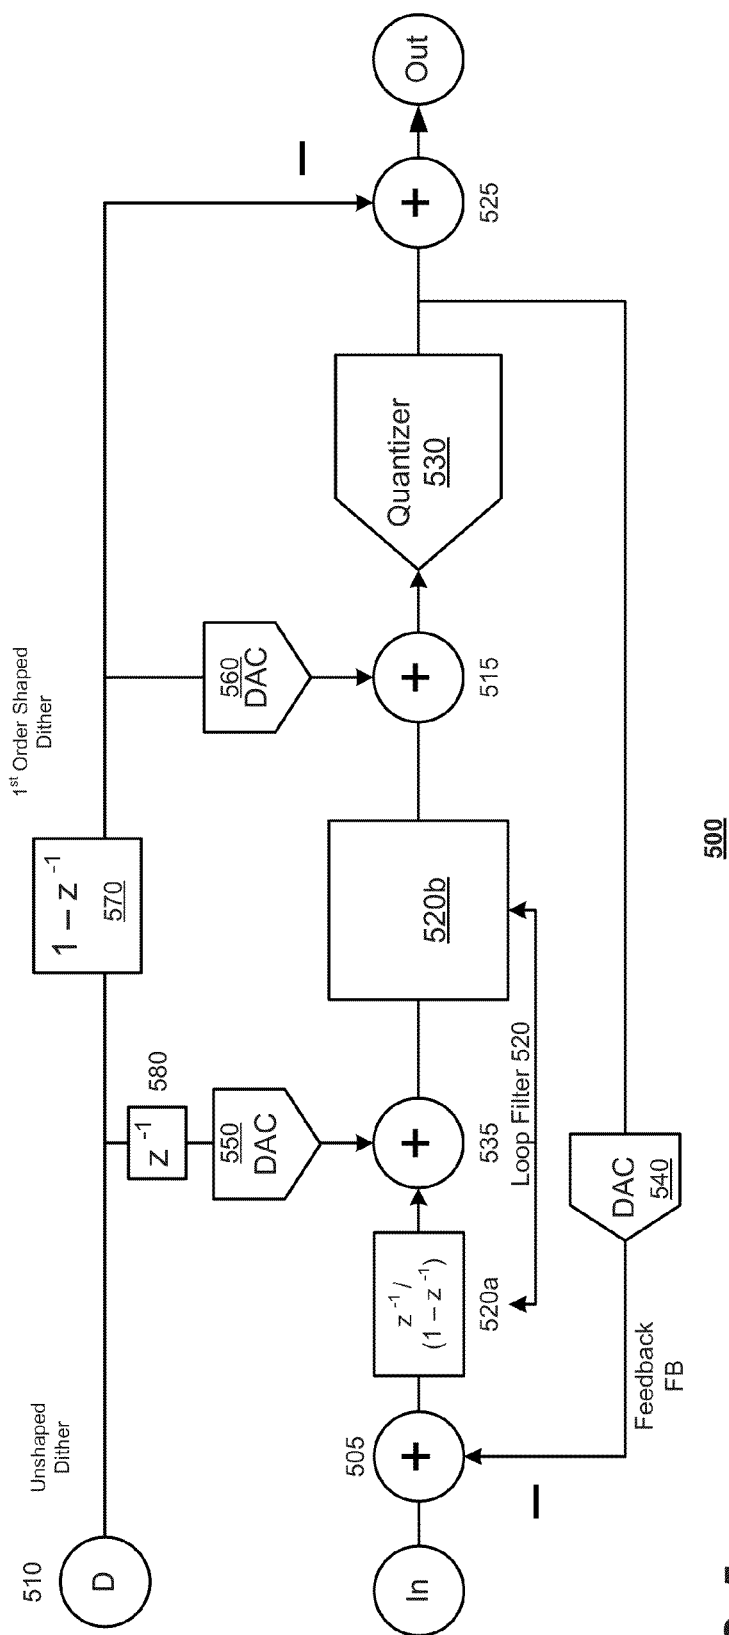 510
D
Unshaped
Dither
z⁻¹
580
550
DAC
1 – z ⁻¹
570
1st Order Shaped
Dither
560
DAC
–
In
505
+
–
z⁻¹ /
(1 – z⁻¹)
520a
+
535
Loop Filter 520
520b
+
515
Quantizer
530
+
525
Out
Feedback
FB
DAC
540
500